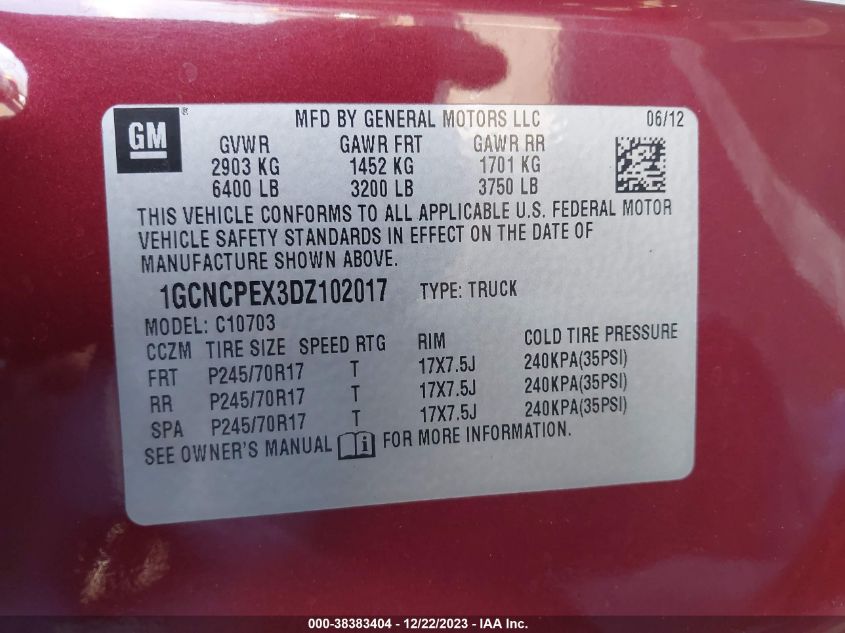 GM
®
MFD BY GENERAL MOTORS LLC 06/12
GVWR GAWR FRT GAWR RR
2903 KG 1452 KG 1701 KG
6400 LB 3200 LB 3750 LB
THIS VEHICLE CONFORMS TO ALL APPLICABLE U.S. FEDERAL MOTOR
VEHICLE SAFETY STANDARDS IN EFFECT ON THE DATE OF
MANUFACTURE SHOWN ABOVE.
1GCNCPEX3DZ102017 TYPE: TRUCK
MODEL: C10703
CCZM TIRE SIZE SPEED RTG RIM COLD TIRE PRESSURE
FRT P245/70R17 T 17X7.5J 240KPA(35PSI)
RR P245/70R17 T 17X7.5J 240KPA(35PSI)
SPA P245/70R17 T 17X7.5J 240KPA(35PSI)
SEE OWNER'S MANUAL i FOR MORE INFORMATION.
000-38383404 - 12/22/2023 - IAA Inc.